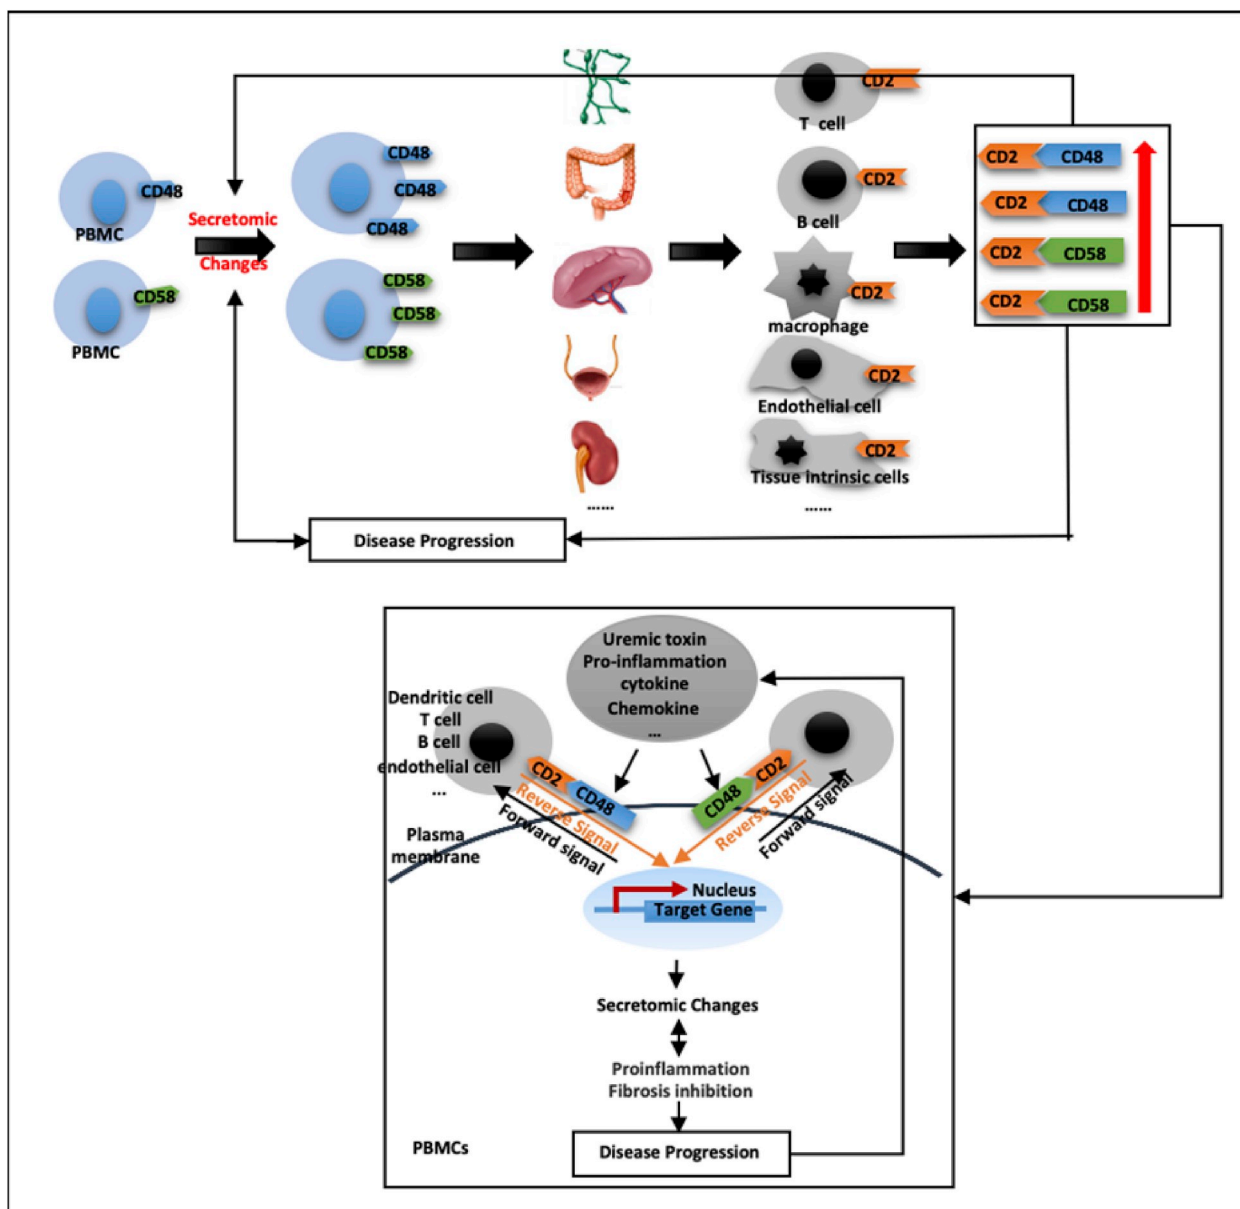 CD2
T cell
CD48
CD48
CD48
CD48
PBMC
Secretomic
Changes
CD58
PBMC
CD58
CD58
CD58
CD2
B cell
CD2
macrophage
CD2
Endothelial cell
CD2
Tissue intrinsic cells
......
......
CD2 CD48
CD2 CD48
CD2 CD58
CD2 CD58
Disease Progression
Uremic toxin
Pro-inflammation
cytokine
Chemokine
...
Dendritic cell
T cell
B cell
endothelial cell
...
CD2 CD48
Reverse Signal
Forward signal
CD48 CD2
Reverse Signal
Forward signal
Plasma
membrane
Nucleus
Target Gene
Secretomic Changes
Proinflammation
Fibrosis inhibition
Disease Progression
PBMCs